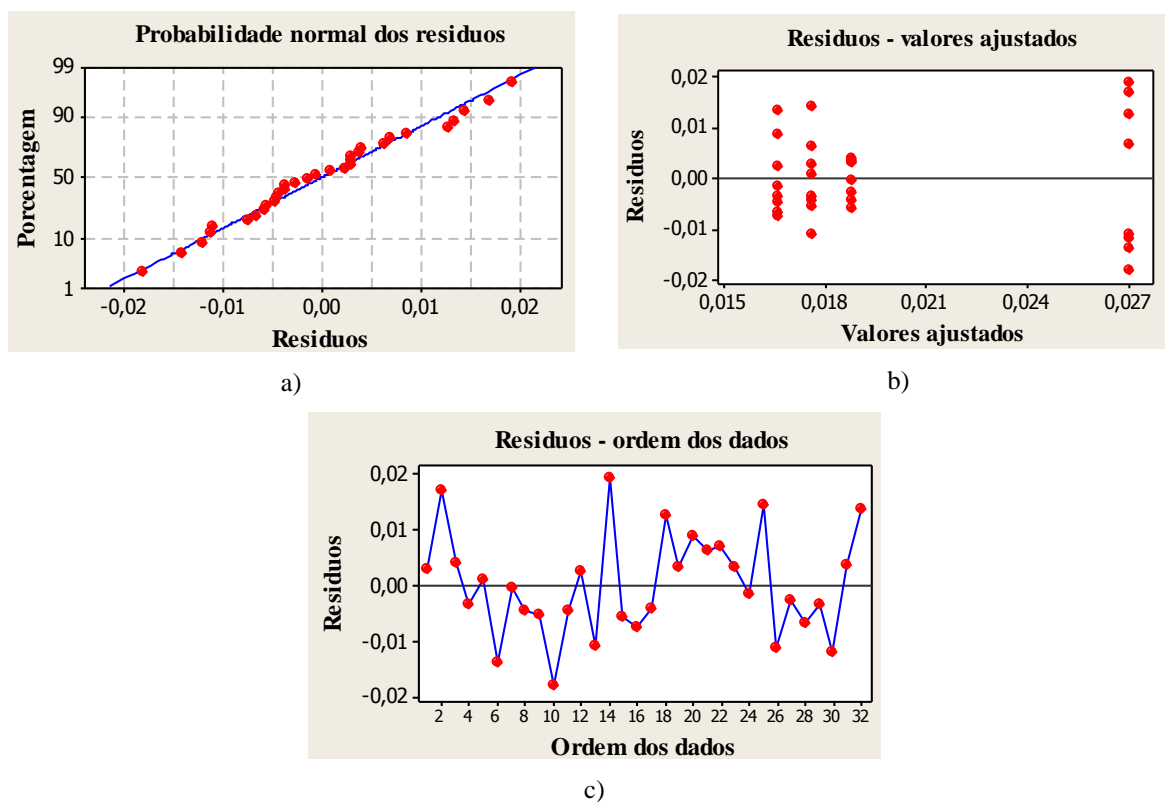 Probabilidade normal dos residuos
Porcentagem
99
90
50
10
1
-0,02 -0,01 0,00 0,01 0,02
Residuos
a)
Residuos - valores ajustados
Residuos
0,02
0,01
0,00
-0,01
-0,02
0,015 0,018 0,021 0,024 0,027
Valores ajustados
b)
Residuos - ordem dos dados
Residuos
0,02
0,01
0,00
-0,01
-0,02
2 4 6 8 10 12 14 16 18 20 22 24 26 28 30 32
Ordem dos dados
c)